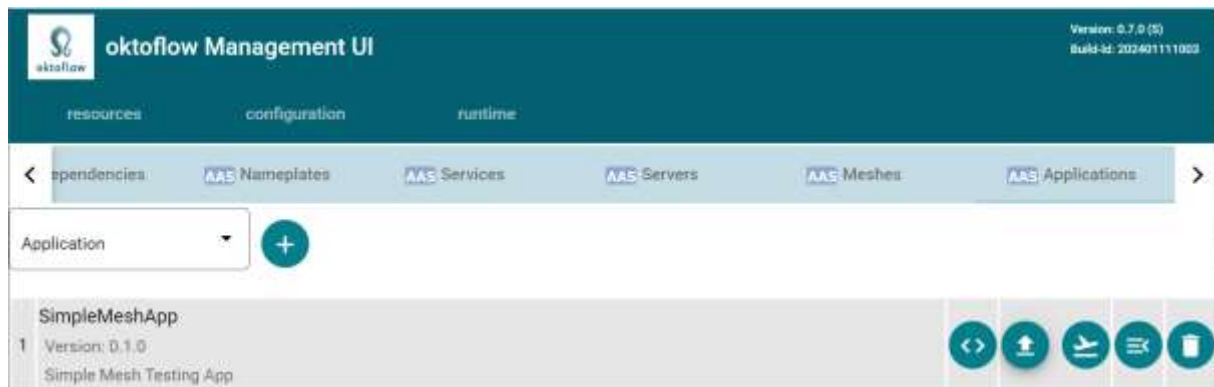 oktoflow
oktoflow Management UI
Version: 0.7.0 (S)
Build-Id: 202401111003
resources configuration runtime
ependencies AAS Nameplates AAS Services AAS Servers AAS Meshes AAS Applications
Application
SimpleMeshApp
1 Version: 0.1.0
Simple Mesh Testing App